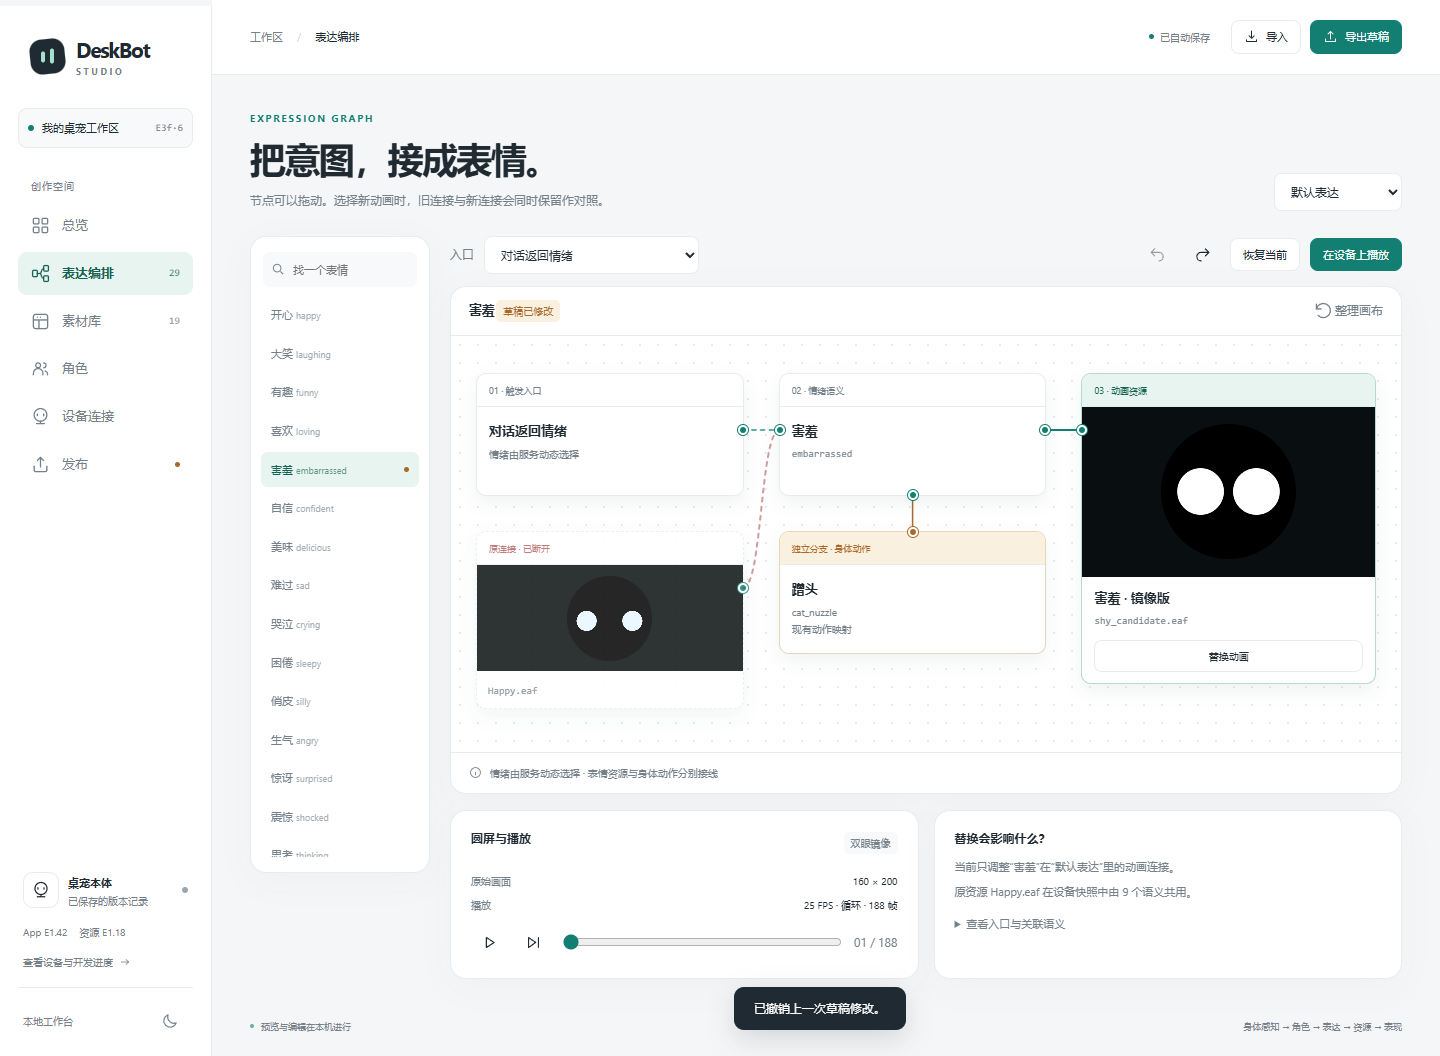 DeskBot
STUDIO
我的桌宠工作区 E3f·6
创作空间
总览
表达编排 29
素材库 19
角色
设备连接
发布
桌宠本体
已保存的版本记录
App E1.42 资源 E1.18
查看设备与开发进度 →
本地工作台
工作区 / 表达编排
已自动保存 导入 导出草稿
EXPRESSION GRAPH
把意图，接成表情。
节点可以拖动。选择新动画时，旧连接与新连接会同时保留作对照。
默认表达
找一个表情
开心 happy
大笑 laughing
有趣 funny
喜欢 loving
害羞 embarrassed
自信 confident
美味 delicious
难过 sad
哭泣 crying
困倦 sleepy
俏皮 silly
生气 angry
惊讶 surprised
震惊 shocked
思考 thinking
入口 对话返回情绪
恢复当前 在设备上播放
害羞 草稿已修改
整理画布
01 · 触发入口
对话返回情绪
情绪由服务动态选择
02 · 情绪语义
害羞
embarrassed
03 · 动画资源
害羞 · 镜像版
shy_candidate.eaf
替换动画
原连接 · 已断开
Happy.eaf
独立分支 · 身体动作
蹭头
cat_nuzzle
现有动作映射
情绪由服务动态选择 · 表情资源与身体动作分别接线
圆屏与播放 双眼镜像
原始画面 160 × 200
播放 25 FPS · 循环 · 188 帧
01 / 188
替换会影响什么？
当前只调整“害羞”在“默认表达”里的动画连接。
原资源 Happy.eaf 在设备快照中由 9 个语义共用。
▶ 查看入口与关联语义
已撤销上一次草稿修改。
预览与编辑在本机进行
身体感知 → 角色 → 表达 → 资源 → 表现